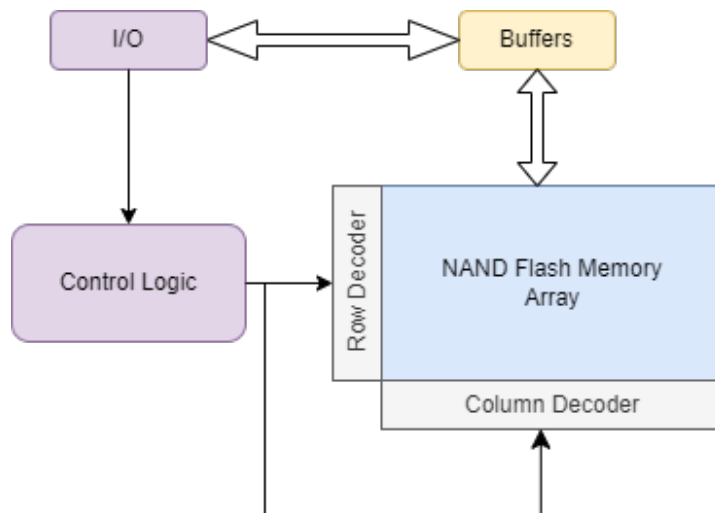 I/O
Buffers
Control Logic
Row Decoder
NAND Flash Memory
Array
Column Decoder